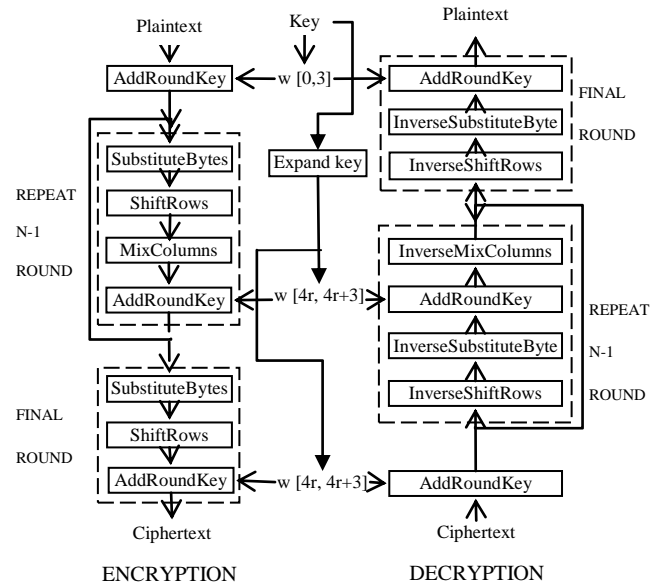 Plaintext
Key
Plaintext
AddRoundKey
w [0,3]
AddRoundKey
FINAL
InverseSubstituteByte
ROUND
SubstituteBytes
Expand key
InverseShiftRows
REPEAT
ShiftRows
N-1
MixColumns
InverseMixColumns
ROUND
AddRoundKey
w [4r, 4r+3]
AddRoundKey
REPEAT
InverseSubstituteByte
N-1
SubstituteBytes
InverseShiftRows
ROUND
FINAL
ShiftRows
ROUND
AddRoundKey
w [4r, 4r+3]
AddRoundKey
Ciphertext
Ciphertext
ENCRYPTION
DECRYPTION